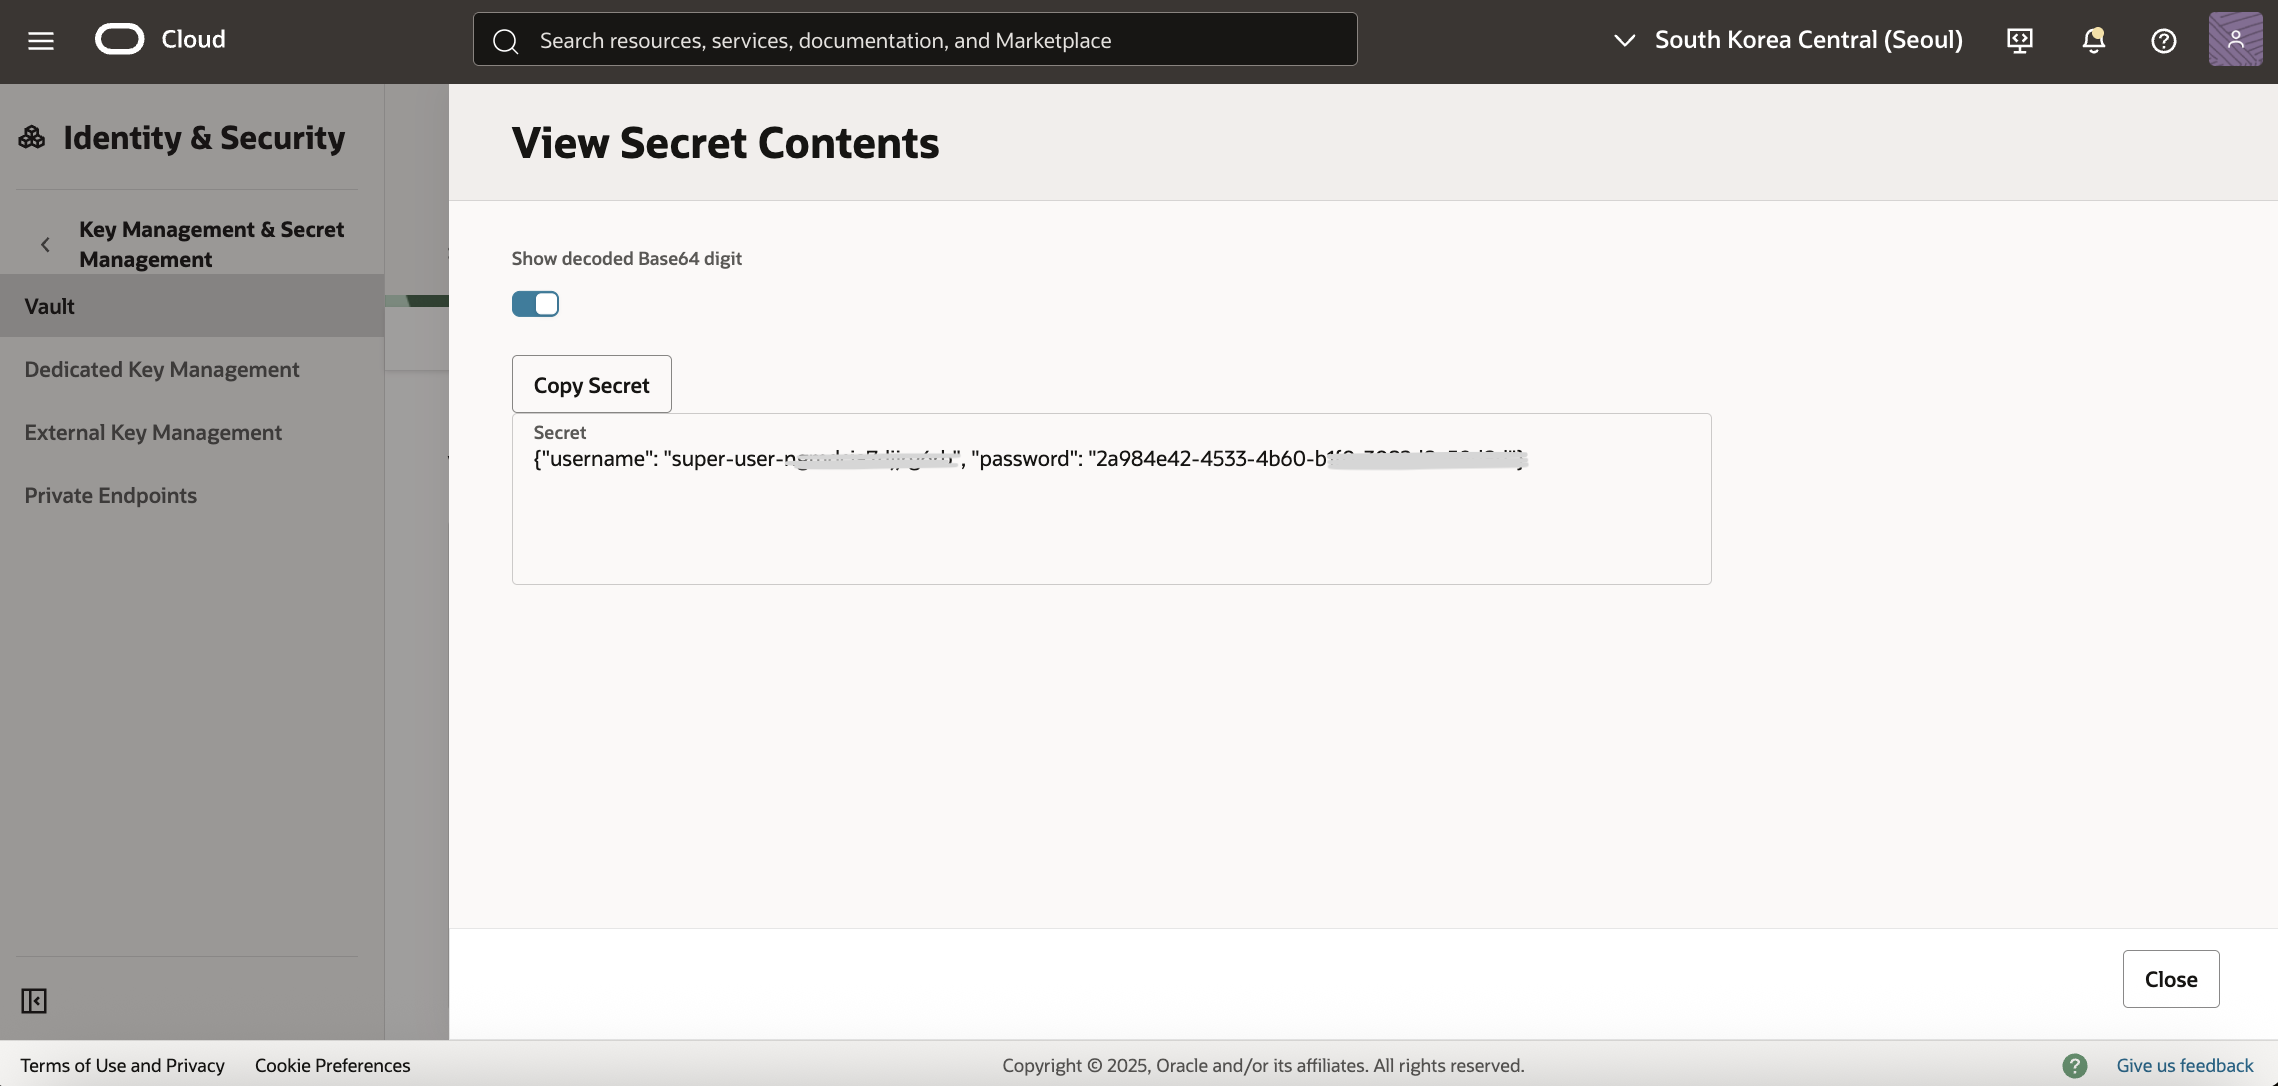 Cloud
Search resources, services, documentation, and Marketplace
South Korea Central (Seoul)
Identity & Security
Key Management & Secret
Management
Vault
Dedicated Key Management
External Key Management
Private Endpoints
View Secret Contents
Show decoded Base64 digit
Copy Secret
Secret
{"username": "super-user- ", "password": "2a984e42-4533-4b60-b
Close
Terms of Use and Privacy
Cookie Preferences
Copyright © 2025, Oracle and/or its affiliates. All rights reserved.
Give us feedback